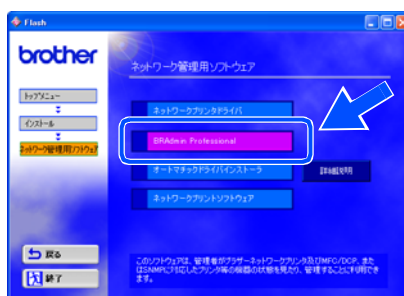 Flash
brother
ネットワーク管理用ソフトウェア
トップメニュー
インストール
ネットワーク管理用ソフトウェア
ネットワークプリンタドライバ
BRAdmin Professional
オートマチックドライバインストーラ
詳細説明
ネットワークプリントソフトウェア
戻る
終了
このソフトウェアは、管理者がブラザーネットワークプリンタ及びMFC/DCP、また
はSNMPに対応したプリンタ等の機器の状態を見たり、管理することに利用でき
ます。